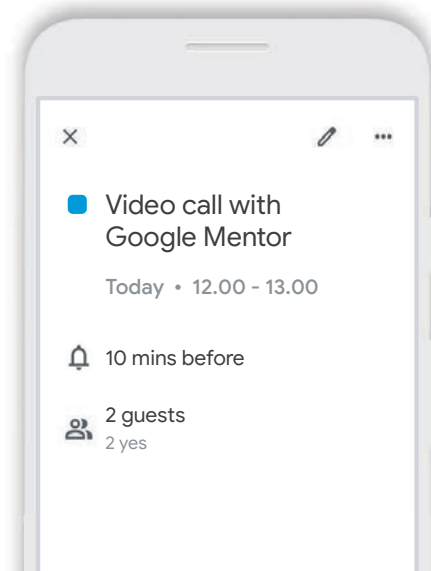 Video call with
Google Mentor
Today • 12.00 - 13.00
10 mins before
2 guests
2 yes